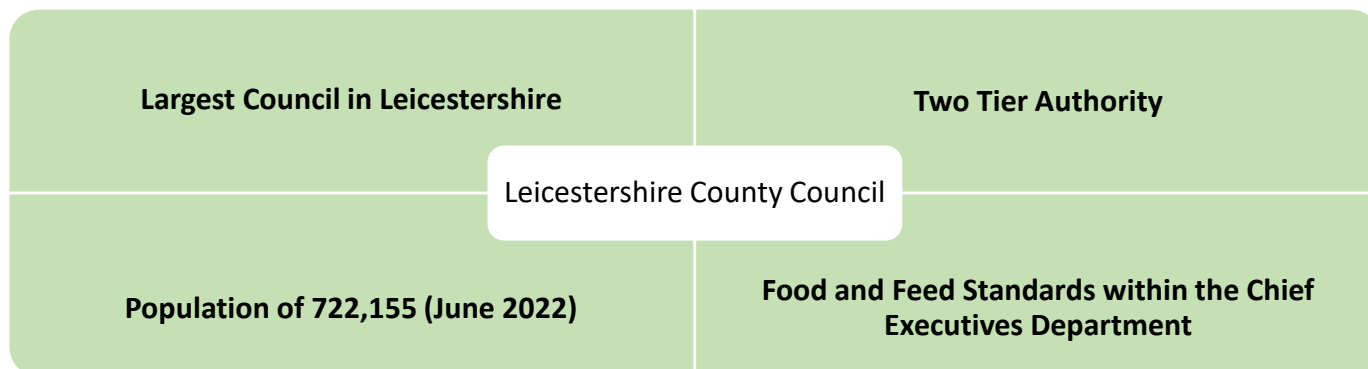 Largest Council in Leicestershire
Two Tier Authority
Leicestershire County Council
Population of 722,155 (June 2022)
Food and Feed Standards within the Chief
Executives Department